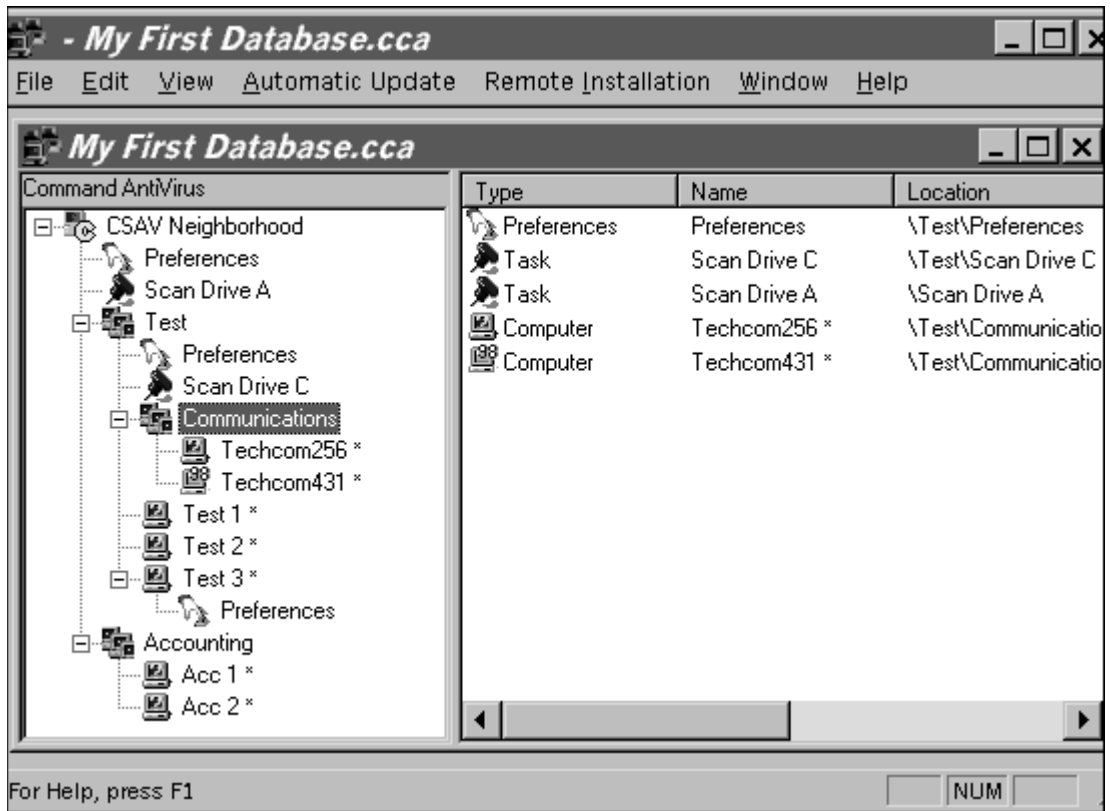 - My First Database.cca
File Edit View Automatic Update Remote Installation Window Help
My First Database.cca
Command AntiVirus
CSAV Neighborhood
Preferences
Scan Drive A
Test
Preferences
Scan Drive C
Communications
Techcom256 *
Techcom431 *
Test 1 *
Test 2 *
Test 3 *
Preferences
Accounting
Acc 1 *
Acc 2 *
Type Name Location
Preferences Preferences \Test\Preferences
Task Scan Drive C \Test\Scan Drive C
Task Scan Drive A \Scan Drive A
Computer Techcom256 * \Test\Communicatio
Computer Techcom431 * \Test\Communicatio
For Help, press F1 NUM